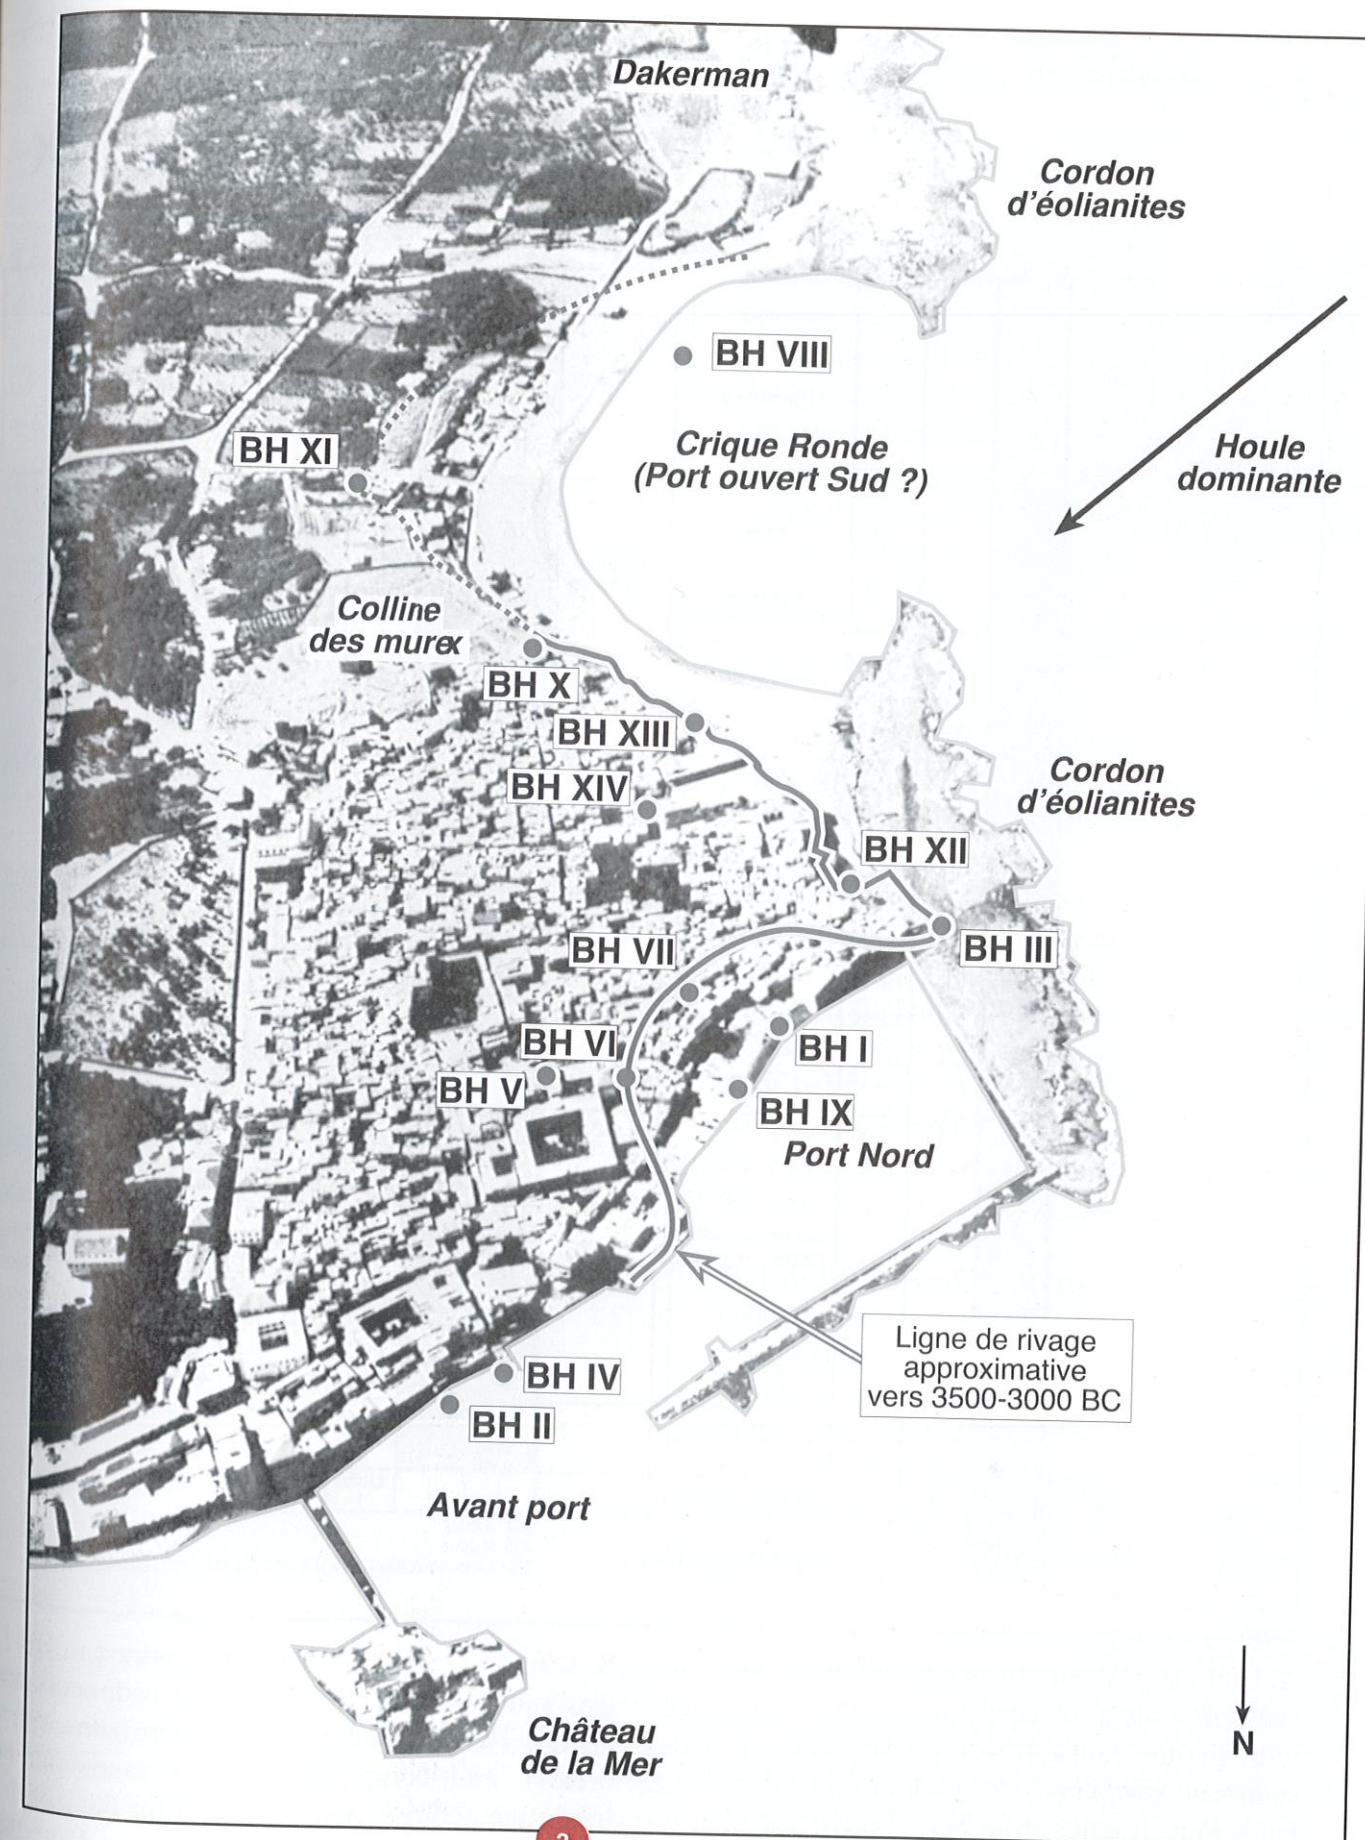 Dakerman
Cordon
d'éolianites
BH VIII
Crique Ronde
(Port ouvert Sud ?)
Houle
dominante
BH XI
Colline
des murex
BH X
BH XIII
BH XIV
Cordon
d'éolianites
BH XII
BH VII
BH III
BH VI
BH I
BH V
BH IX
Port Nord
Ligne de rivage
approximative
vers 3500-3000 BC
BH IV
BH II
Avant port
Château
de la Mer
N
2